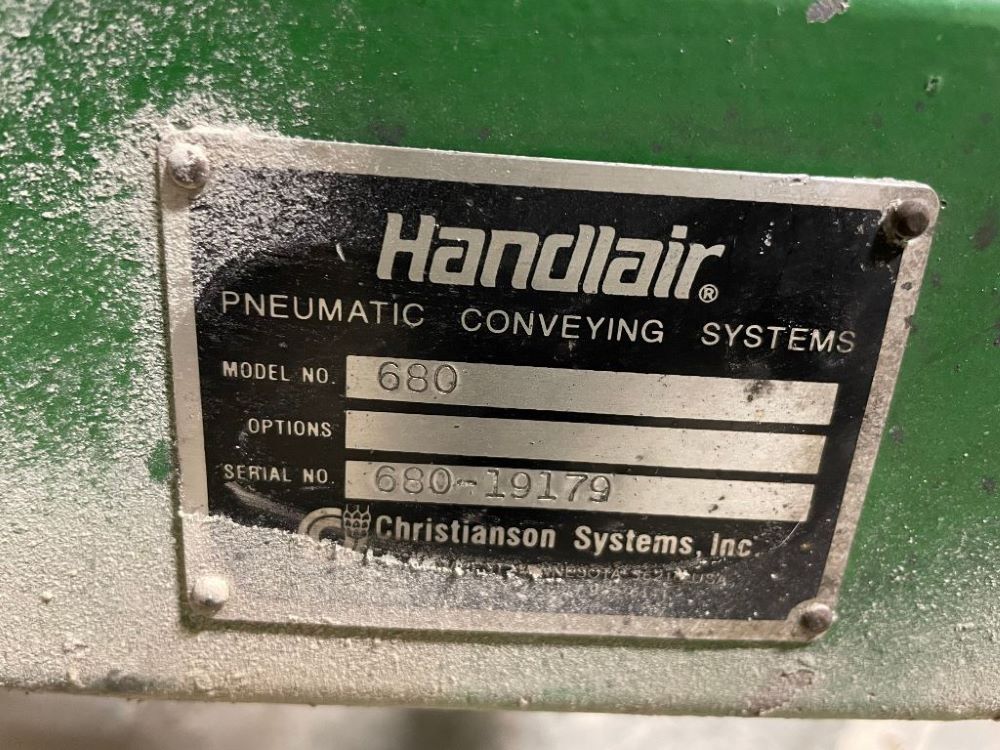 Handlair®
PNEUMATIC CONVEYING SYSTEMS
MODEL NO. 680
OPTIONS
SERIAL NO. 680-19179
Christianson Systems, Inc.